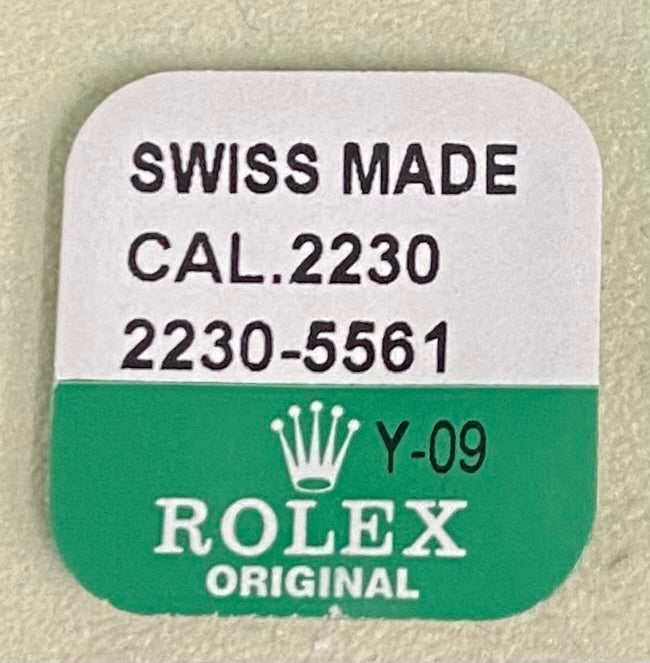 SWISS MADE
CAL.2230
2230-5561
Y-09
ROLEX
ORIGINAL